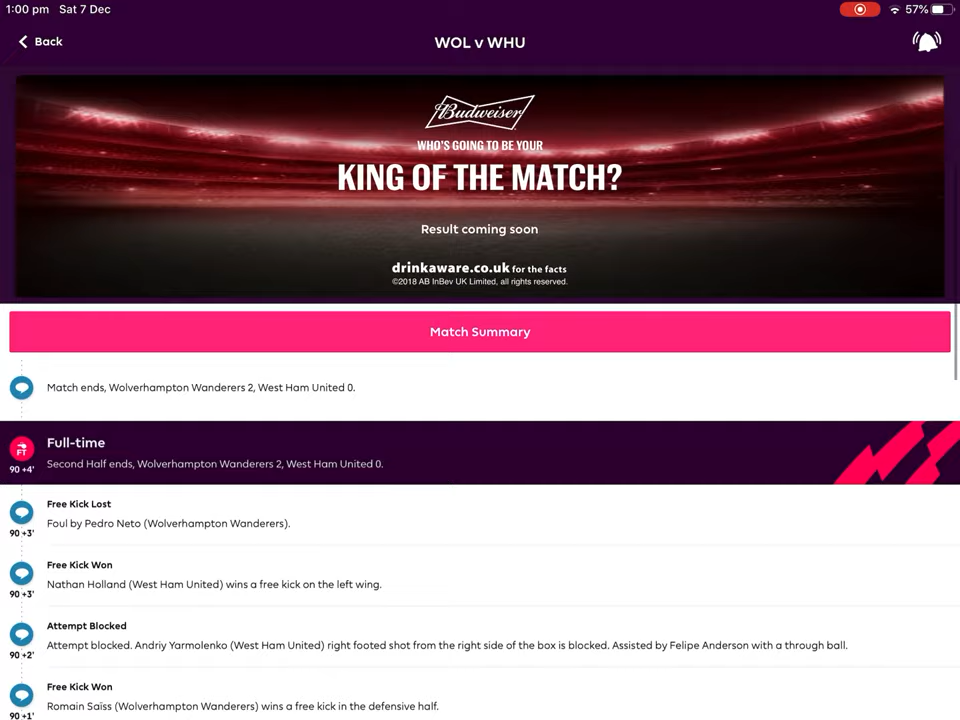 1:00 pm Sat 7 Dec 57%
Back WOL v WHU
Budweiser
WHO'S GOING TO BE YOUR
KING OF THE MATCH?
Result coming soon
drinkaware.co.uk for the facts
©2018 AB InBev UK Limited, all rights reserved.
Match Summary
Match ends, Wolverhampton Wanderers 2, West Ham United 0.
Full-time
FT
90 +4' Second Half ends, Wolverhampton Wanderers 2, West Ham United 0.
Free Kick Lost
Foul by Pedro Neto (Wolverhampton Wanderers).
90 +3'
Free Kick Won
Nathan Holland (West Ham United) wins a free kick on the left wing.
90 +3'
Attempt Blocked
Attempt blocked. Andriy Yarmolenko (West Ham United) right footed shot from the right side of the box is blocked. Assisted by Felipe Anderson with a through ball.
90 +2'
Free Kick Won
Romain Saïss (Wolverhampton Wanderers) wins a free kick in the defensive half.
90 +1'